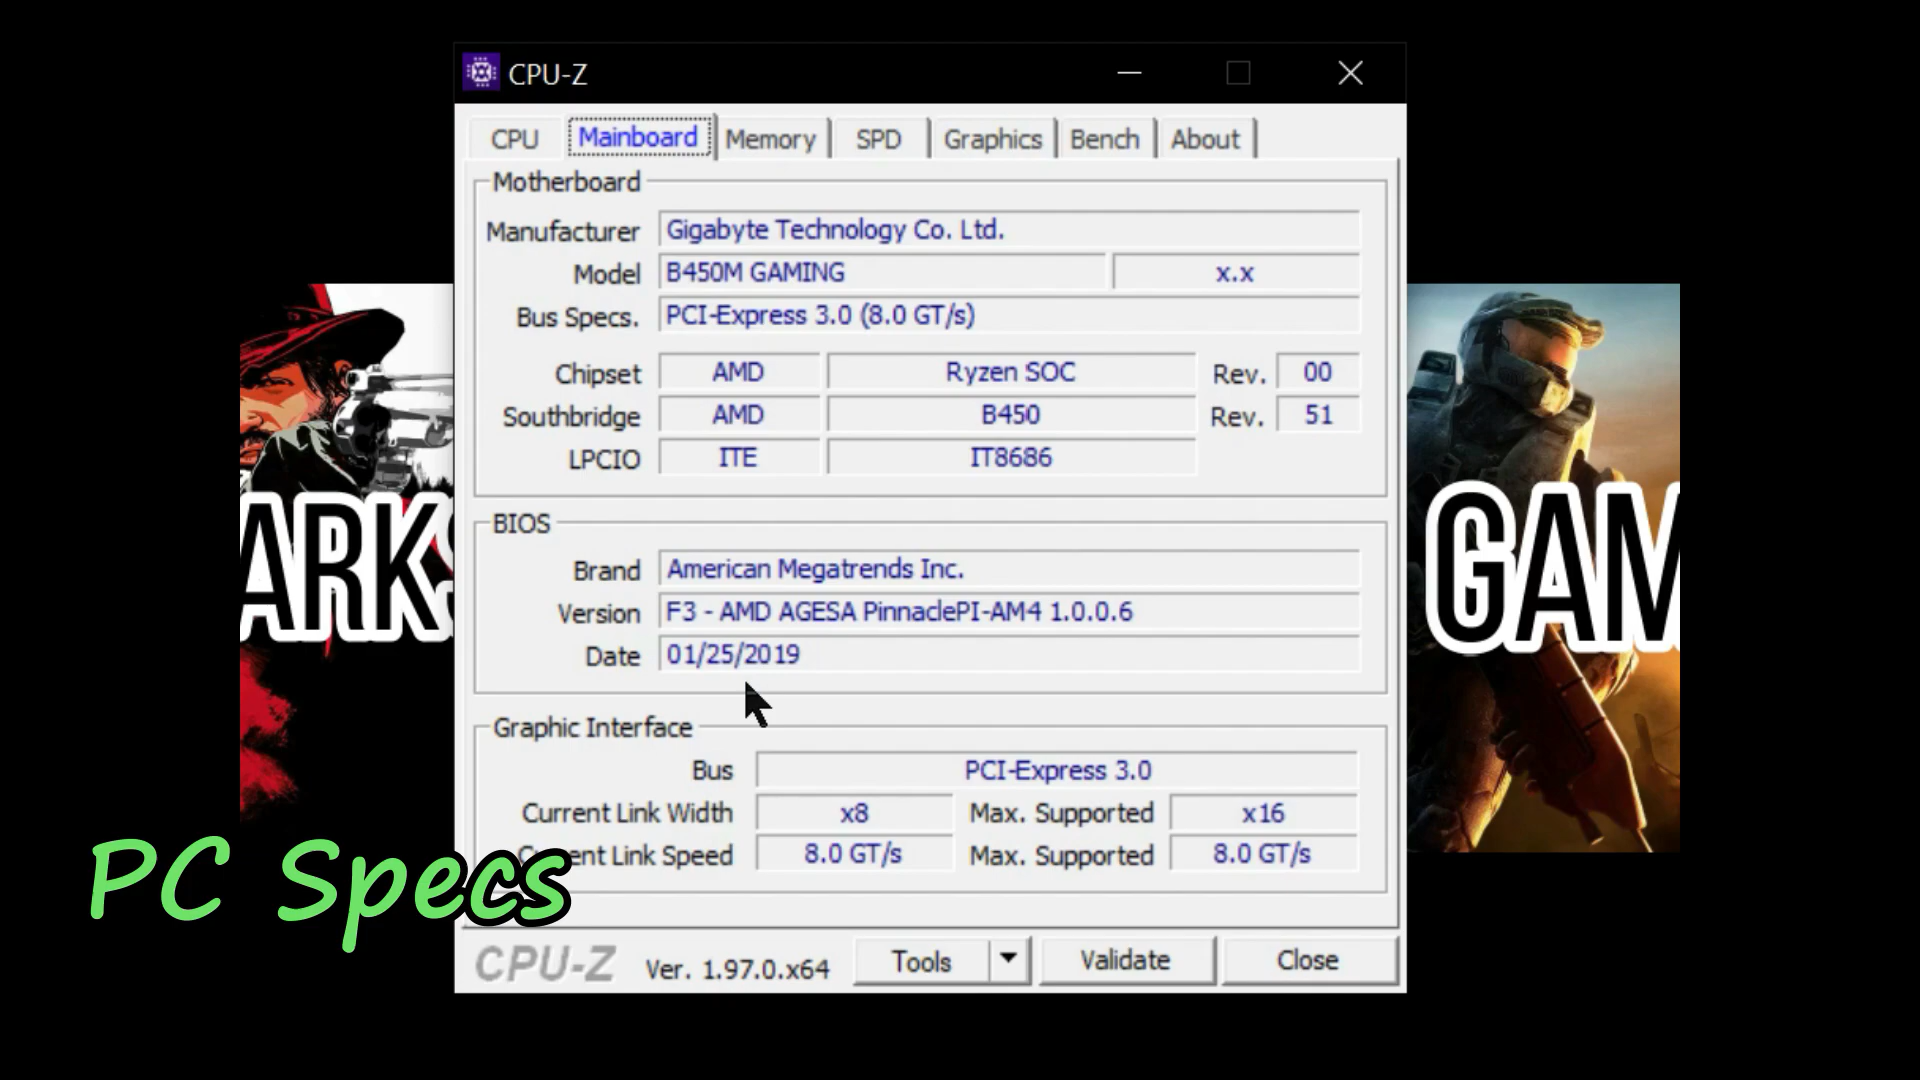 CPU-Z
CPU Mainboard Memory SPD Graphics Bench About
Motherboard
Manufacturer Gigabyte Technology Co. Ltd.
Model B450M GAMING x.x
Bus Specs. PCI-Express 3.0 (8.0 GT/s)
Chipset AMD Ryzen SOC Rev. 00
Southbridge AMD B450 Rev. 51
LPCIO ITE IT8686
ARKS
GAM
BIOS
Brand American Megatrends Inc.
Version F3 - AMD AGESA PinnaclePI-AM4 1.0.0.6
Date 01/25/2019
Graphic Interface
Bus PCI-Express 3.0
Current Link Width x8 Max. Supported x16
Current Link Speed 8.0 GT/s Max. Supported 8.0 GT/s
PC Specs
CPU-Z Ver. 1.97.0.x64 Tools Validate Close